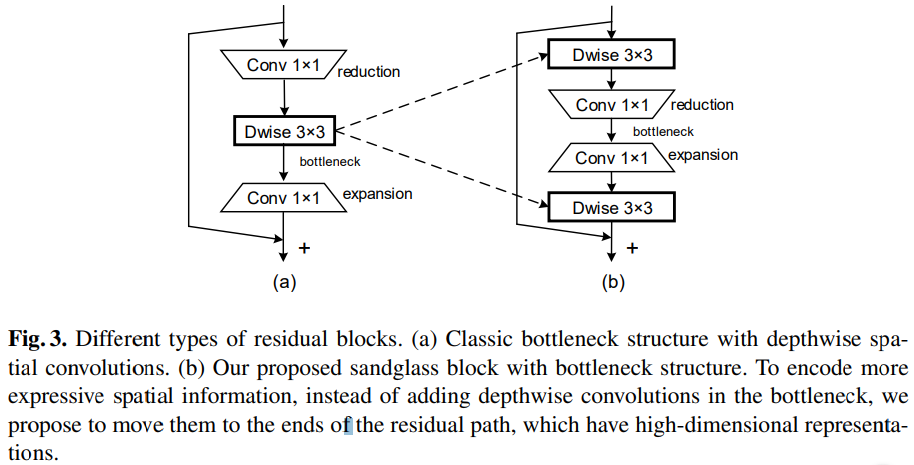 Conv 1×1
reduction
Dwise 3×3
bottleneck
Conv 1×1
expansion
+
(a)
Dwise 3×3
Conv 1×1
reduction
bottleneck
Conv 1×1
expansion
Dwise 3×3
+
(b)
Fig. 3. Different types of residual blocks. (a) Classic bottleneck structure with depthwise spa-
tial convolutions. (b) Our proposed sandglass block with bottleneck structure. To encode more
expressive spatial information, instead of adding depthwise convolutions in the bottleneck, we
propose to move them to the ends of the residual path, which have high-dimensional representa-
tions.